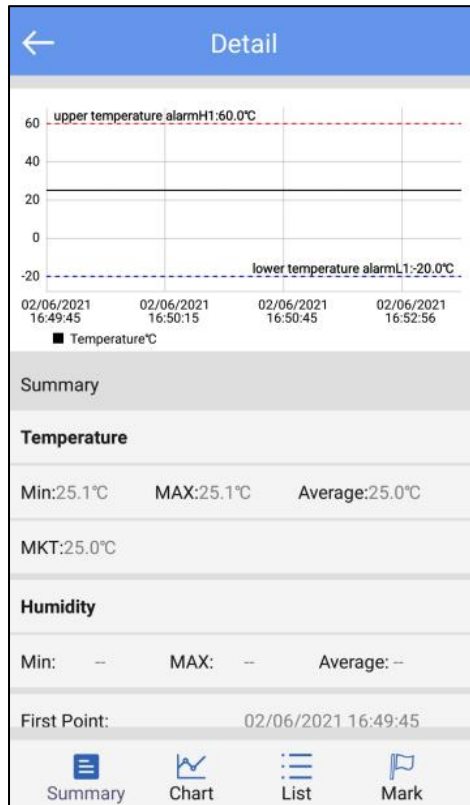 Detail
upper temperature alarmH1:60.0℃
60
40
20
0
lower temperature alarmL1:-20.0℃
-20
02/06/2021 02/06/2021 02/06/2021 02/06/2021
16:49:45 16:50:15 16:50:45 16:52:56
Temperature℃
Summary
Temperature
Min:25.1℃ MAX:25.1℃ Average:25.0℃
MKT:25.0℃
Humidity
Min: -- MAX: -- Average: --
First Point: 02/06/2021 16:49:45
Summary Chart List Mark